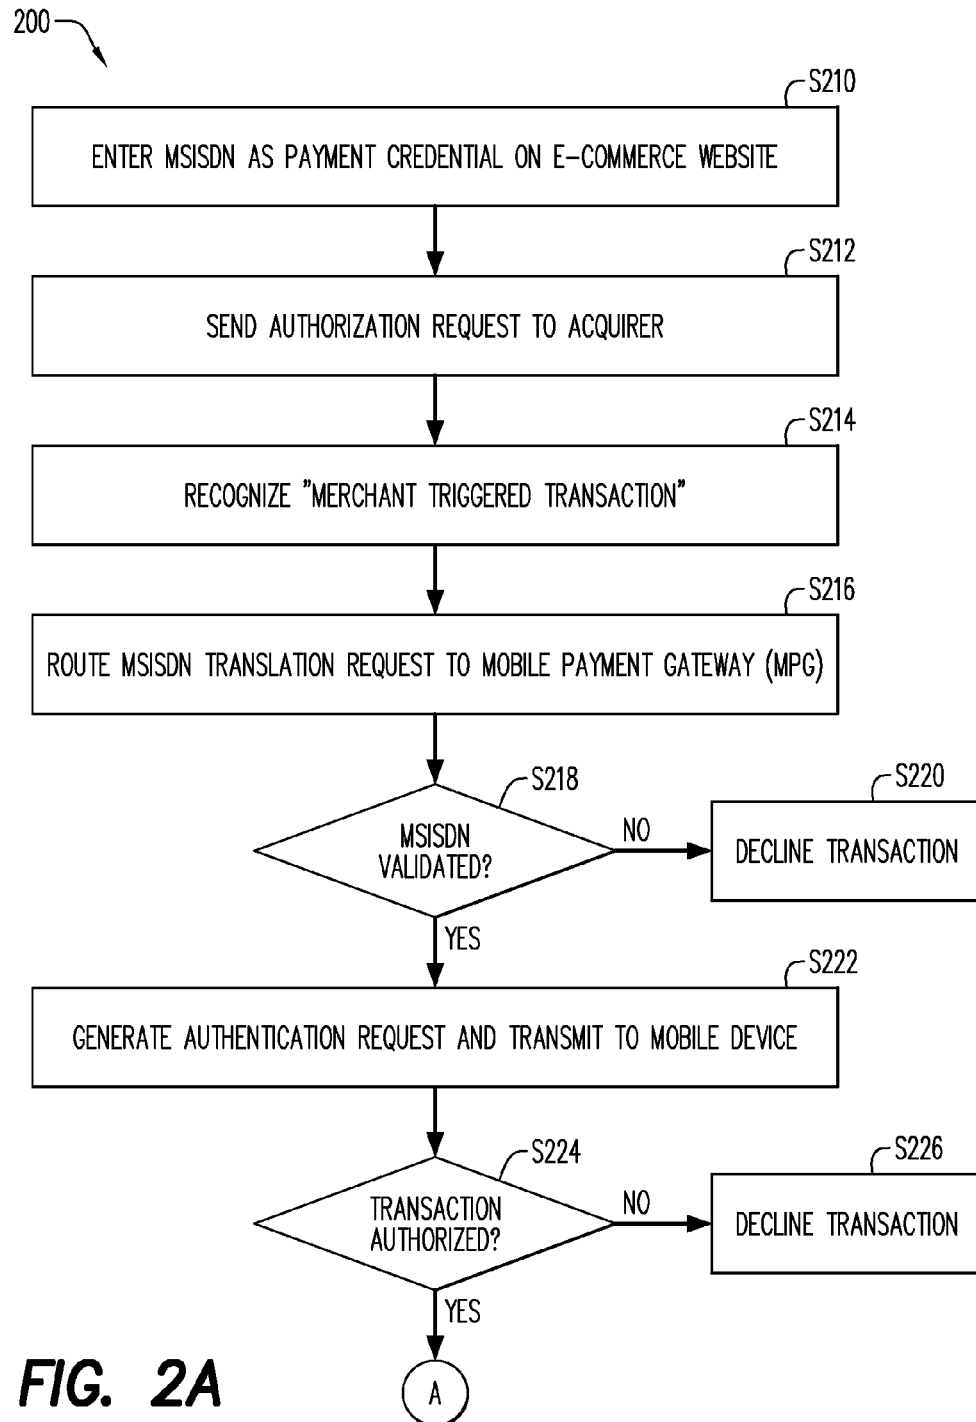 200
S210
ENTER MSISDN AS PAYMENT CREDENTIAL ON E-COMMERCE WEBSITE
S212
SEND AUTHORIZATION REQUEST TO ACQUIRER
S214
RECOGNIZE "MERCHANT TRIGGERED TRANSACTION"
S216
ROUTE MSISDN TRANSLATION REQUEST TO MOBILE PAYMENT GATEWAY (MPG)
S218
MSISDN
VALIDATED?
NO
S220
DECLINE TRANSACTION
YES
S222
GENERATE AUTHENTICATION REQUEST AND TRANSMIT TO MOBILE DEVICE
S224
TRANSACTION
AUTHORIZED?
NO
S226
DECLINE TRANSACTION
YES
A
FIG. 2A